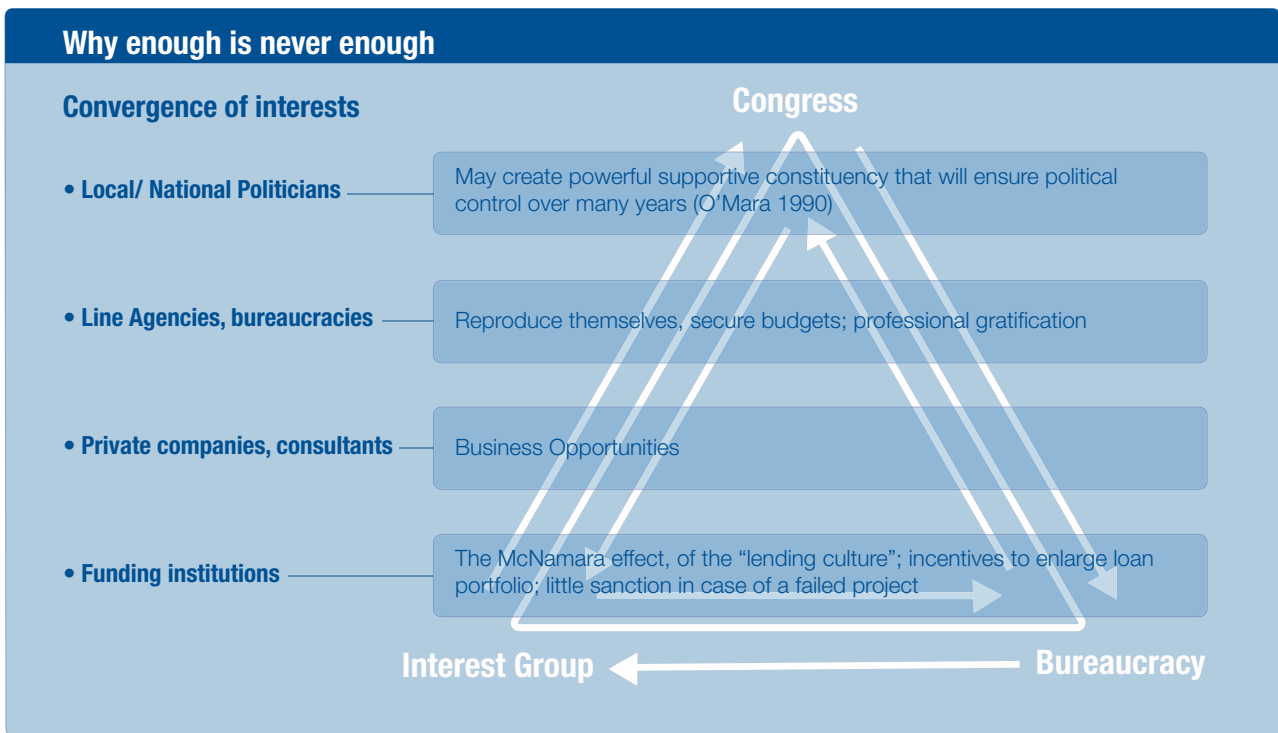 Why enough is never enough
Convergence of interests
Congress
• Local/ National Politicians
May create powerful supportive constituency that will ensure political
control over many years (O’Mara 1990)
• Line Agencies, bureaucracies
Reproduce themselves, secure budgets; professional gratification
• Private companies, consultants
Business Opportunities
• Funding institutions
The McNamara effect, of the “lending culture”; incentives to enlarge loan
portfolio; little sanction in case of a failed project
Interest Group
Bureaucracy